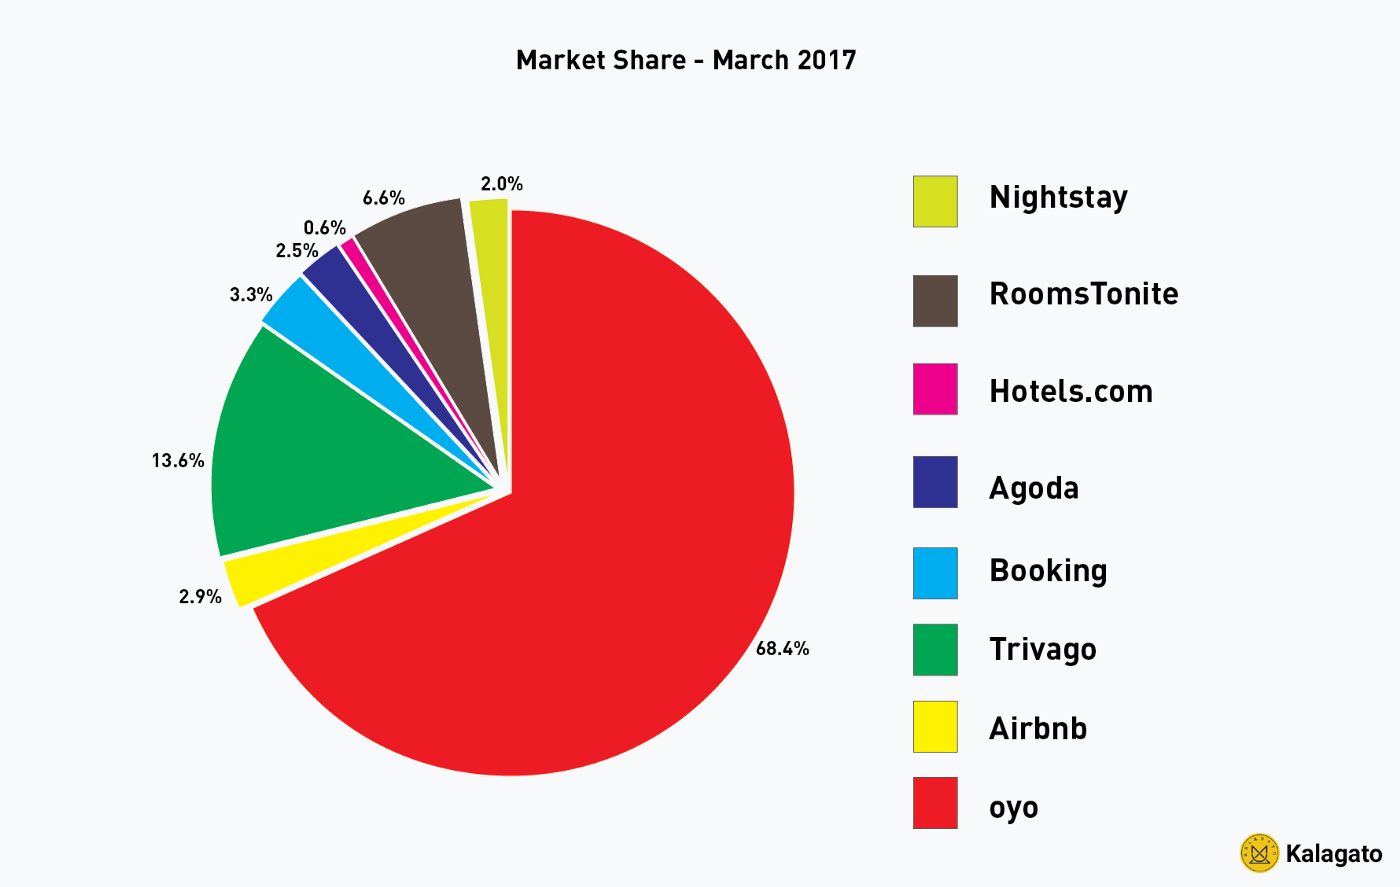 Market Share - March 2017
2.0%
6.6%
0.6%
2.5%
3.3%
13.6%
2.9%
68.4%
Nightstay
RoomsTonite
Hotels.com
Agoda
Booking
Trivago
Airbnb
oyo
Kalagato